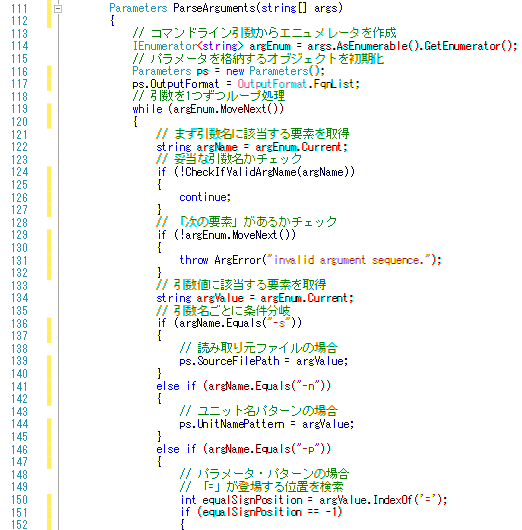 111 Parameters ParseArguments(string[] args)
112 {
113 // コマンドライン引数からエニュメレータを作成
114 IEnumerator<string> argEnum = args.AsEnumerable().GetEnumerator();
115 // パラメータを格納するオブジェクトを初期化
116 Parameters ps = new Parameters();
117 ps.OutputFormat = OutputFormat.FqnList;
118 // 引数を1つずつループ処理
119 while (argEnum.MoveNext())
120 {
121 // まず引数名に該当する要素を取得
122 string argName = argEnum.Current;
123 // 妥当な引数名かチェック
124 if (!CheckIfValidArgName(argName))
125 {
126 continue;
127 }
128 // 「次の要素」があるかチェック
129 if (!argEnum.MoveNext())
130 {
131 throw ArgError("invalid argument sequence.");
132 }
133 // 引数値に該当する要素を取得
134 string argValue = argEnum.Current;
135 // 引数名ごとに条件分岐
136 if (argName.Equals("-s"))
137 {
138 // 読み取り元ファイルの場合
139 ps.SourceFilePath = argValue;
140 }
141 else if (argName.Equals("-n"))
142 {
143 // ユニット名パターンの場合
144 ps.UnitNamePattern = argValue;
145 }
146 else if (argName.Equals("-p"))
147 {
148 // パラメータ・パターンの場合
149 // 「=」が登場する位置を検索
150 int equalSignPosition = argValue.IndexOf('=');
151 if (equalSignPosition == -1)
152 {